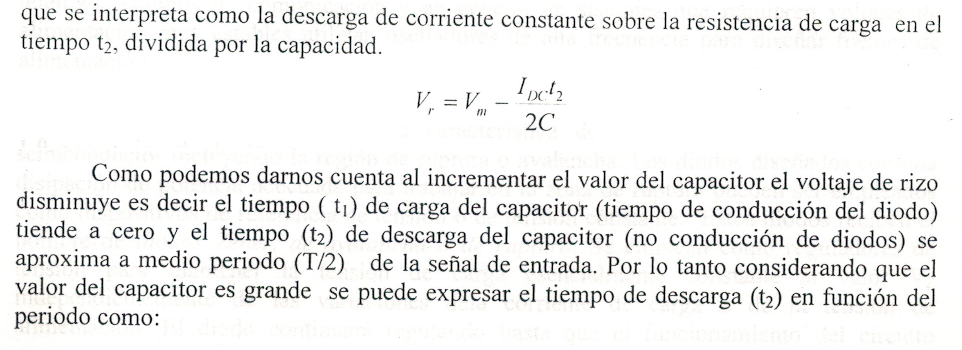 que se interpreta como la descarga de corriente constante sobre la resistencia de carga en el
tiempo t₂, dividida por la capacidad.
V_r = V_m - I_DC t₂ / 2C
Como podemos darnos cuenta al incrementar el valor del capacitor el voltaje de rizo
disminuye es decir el tiempo ( t₁) de carga del capacitor (tiempo de conducción del diodo)
tiende a cero y el tiempo (t₂) de descarga del capacitor (no conducción de diodos) se
aproxima a medio periodo (T/2) de la señal de entrada. Por lo tanto considerando que el
valor del capacitor es grande se puede expresar el tiempo de descarga (t₂) en función del
periodo como: